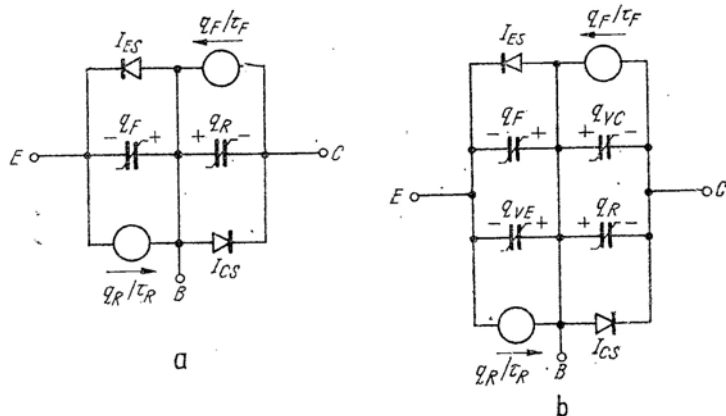 q_F/τ_F
I_ES
q_F
q_R
− + + −
E
C
I_CS
q_R/τ_R
B
a
q_F/τ_F
I_ES
q_F
q_VC
− + + −
E
C
q_VE
q_R
− + + −
q_R/τ_R
B
I_CS
b